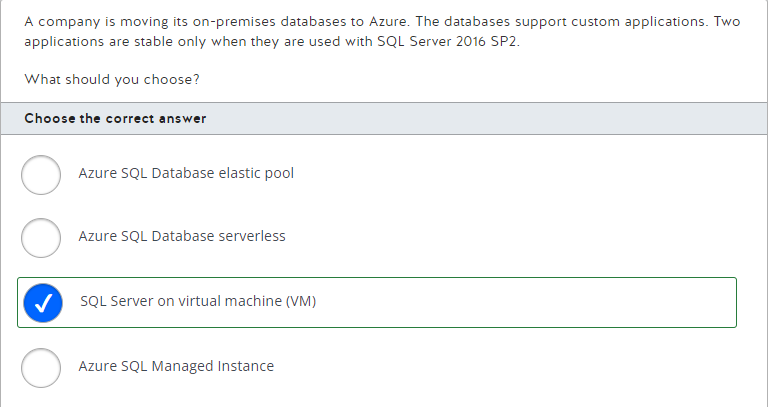 A company is moving its on-premises databases to Azure. The databases support custom applications. Two
applications are stable only when they are used with SQL Server 2016 SP2.
What should you choose?
Choose the correct answer
Azure SQL Database elastic pool
Azure SQL Database serverless
SQL Server on virtual machine (VM)
Azure SQL Managed Instance